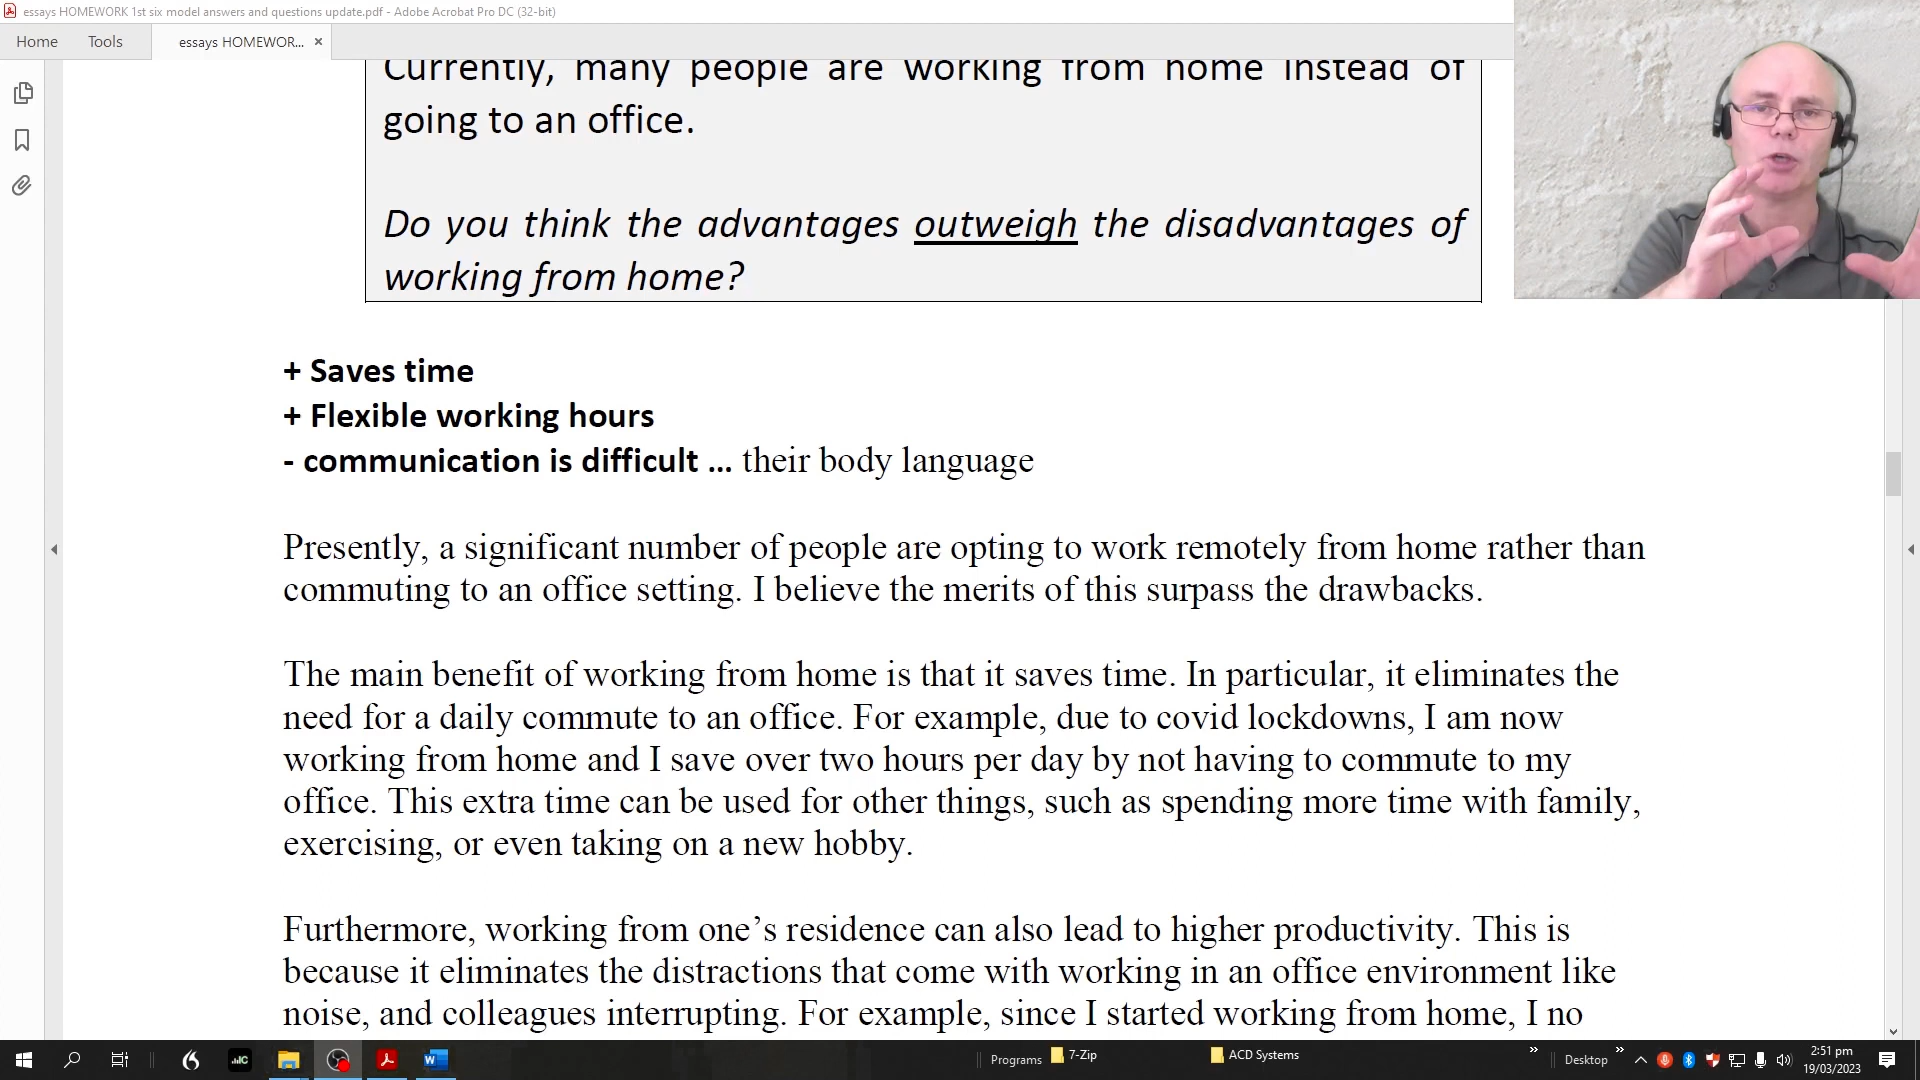 essays HOMEWORK 1st six model answers and questions update.pdf - Adobe Acrobat Pro DC (32-bit)
Home
Tools
essays HOMEWOR...
×
Currently, many people are working from home instead of
going to an office.
Do you think the advantages outweigh the disadvantages of
working from home?
+ Saves time
+ Flexible working hours
- communication is difficult ... their body language
Presently, a significant number of people are opting to work remotely from home rather than
commuting to an office setting. I believe the merits of this surpass the drawbacks.
The main benefit of working from home is that it saves time. In particular, it eliminates the
need for a daily commute to an office. For example, due to covid lockdowns, I am now
working from home and I save over two hours per day by not having to commute to my
office. This extra time can be used for other things, such as spending more time with family,
exercising, or even taking on a new hobby.
Furthermore, working from one’s residence can also lead to higher productivity. This is
because it eliminates the distractions that come with working in an office environment like
noise, and colleagues interrupting. For example, since I started working from home, I no
Programs
7-Zip
ACD Systems
»
Desktop
»
2:51 pm
19/03/2023